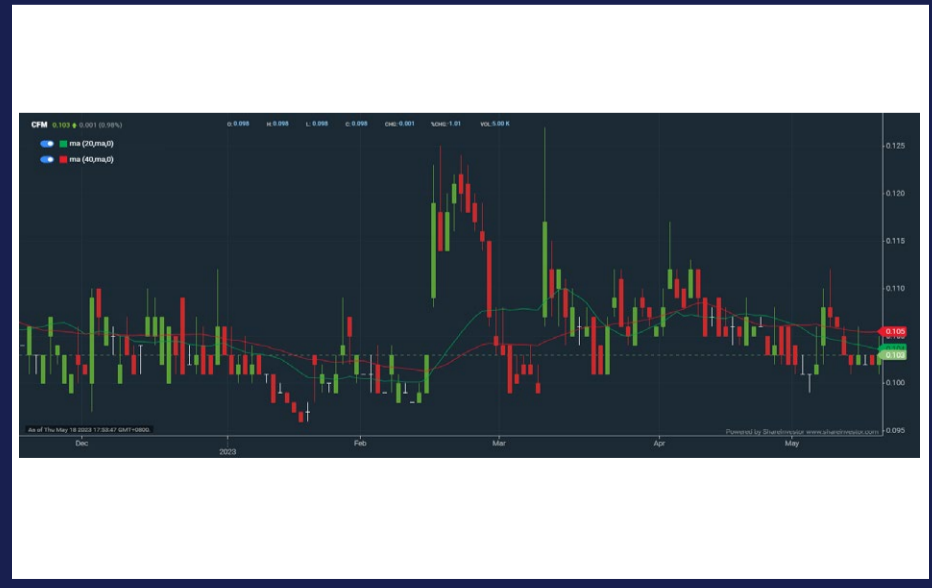 CFM 0.103 0.001 (0.98%)
O: 0.098 H: 0.098 L: 0.098 C: 0.098 CHG:-0.001 %CHG:-1.01 VOL:5.00 K
ma (20,ma,0)
ma (40,ma,0)
0.125
0.120
0.115
0.110
0.105
0.103
0.100
0.095
As of Thu May 18 2023 17:53:47 GMT+0800.
Powered by ShareInvestor www.shareinvestor.com
Dec Feb Mar Apr May
2023